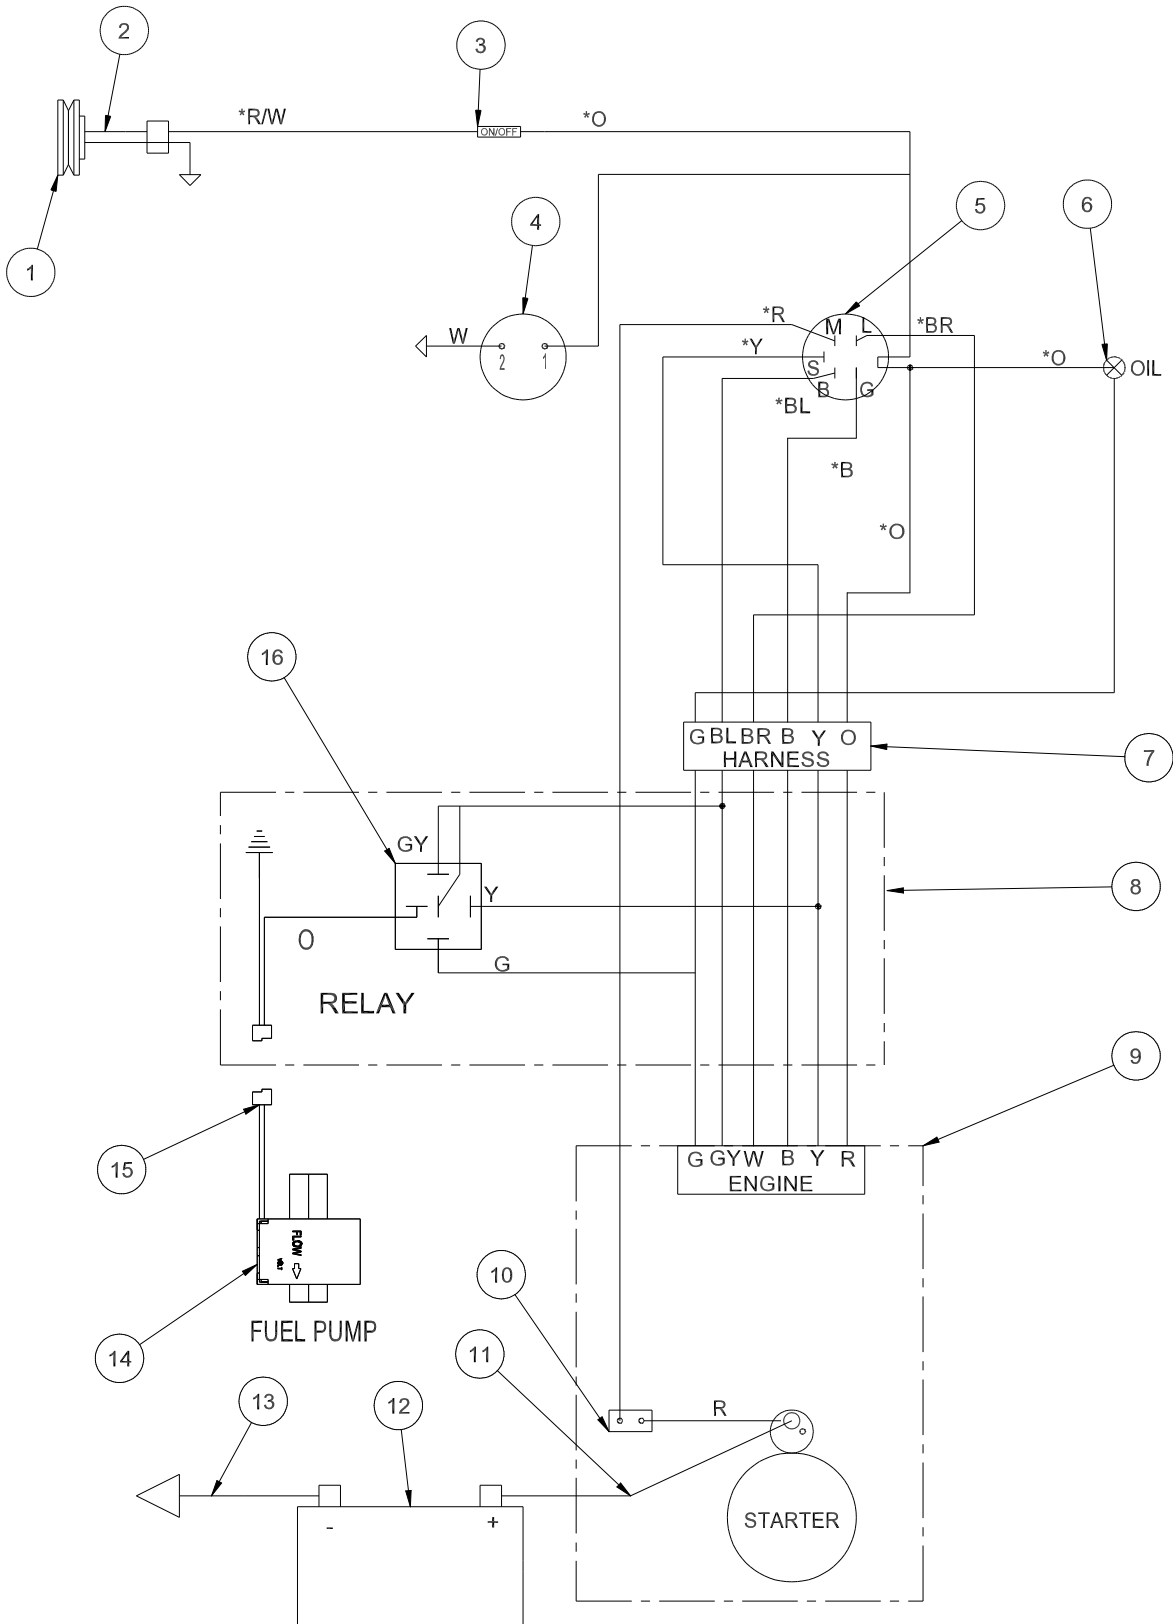 2
3
*R/W
ON/OFF
*O
1
4
5
6
W
2
1
*R
M
L
*BR
*Y
S
B
G
*O
OIL
*BL
*B
*O
16
G BL BR B Y O
HARNESS
7
GY
Y
O
G
RELAY
8
9
15
G GY W B Y R
ENGINE
FLOW
14
FUEL PUMP
10
11
13
12
R
STARTER
-
+